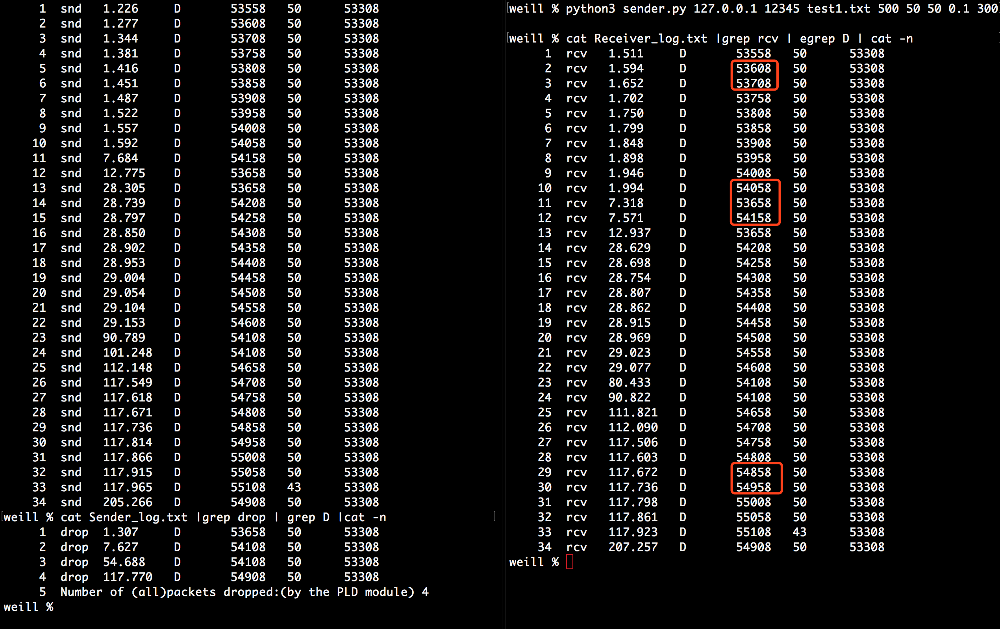 1 snd 1.226 D 53558 50 53308
2 snd 1.277 D 53608 50 53308
3 snd 1.344 D 53708 50 53308
4 snd 1.381 D 53758 50 53308
5 snd 1.416 D 53808 50 53308
6 snd 1.451 D 53858 50 53308
7 snd 1.487 D 53908 50 53308
8 snd 1.522 D 53958 50 53308
9 snd 1.557 D 54008 50 53308
10 snd 1.592 D 54058 50 53308
11 snd 7.684 D 54158 50 53308
12 snd 12.775 D 53658 50 53308
13 snd 28.305 D 53658 50 53308
14 snd 28.739 D 54208 50 53308
15 snd 28.797 D 54258 50 53308
16 snd 28.850 D 54308 50 53308
17 snd 28.902 D 54358 50 53308
18 snd 28.953 D 54408 50 53308
19 snd 29.004 D 54458 50 53308
20 snd 29.054 D 54508 50 53308
21 snd 29.104 D 54558 50 53308
22 snd 29.153 D 54608 50 53308
23 snd 90.789 D 54108 50 53308
24 snd 101.248 D 54108 50 53308
25 snd 112.148 D 54658 50 53308
26 snd 117.549 D 54708 50 53308
27 snd 117.618 D 54758 50 53308
28 snd 117.671 D 54808 50 53308
29 snd 117.736 D 54858 50 53308
30 snd 117.814 D 54958 50 53308
31 snd 117.866 D 55008 50 53308
32 snd 117.915 D 55058 50 53308
33 snd 117.965 D 55108 43 53308
34 snd 205.266 D 54908 50 53308
[weill % cat Sender_log.txt |grep drop | grep D |cat -n ]
1 drop 1.307 D 53658 50 53308
2 drop 7.627 D 54108 50 53308
3 drop 54.688 D 54108 50 53308
4 drop 117.770 D 54908 50 53308
5 Number of (all)packets dropped:(by the PLD module) 4
weill %
[weill % python3 sender.py 127.0.0.1 12345 test1.txt 500 50 50 0.1 300
[weill % cat Receiver_log.txt |grep rcv | egrep D | cat -n
1 rcv 1.511 D 53558 50 53308
2 rcv 1.594 D 53608 50 53308
3 rcv 1.652 D 53708 50 53308
4 rcv 1.702 D 53758 50 53308
5 rcv 1.750 D 53808 50 53308
6 rcv 1.799 D 53858 50 53308
7 rcv 1.848 D 53908 50 53308
8 rcv 1.898 D 53958 50 53308
9 rcv 1.946 D 54008 50 53308
10 rcv 1.994 D 54058 50 53308
11 rcv 7.318 D 53658 50 53308
12 rcv 7.571 D 54158 50 53308
13 rcv 12.937 D 53658 50 53308
14 rcv 28.629 D 54208 50 53308
15 rcv 28.698 D 54258 50 53308
16 rcv 28.754 D 54308 50 53308
17 rcv 28.807 D 54358 50 53308
18 rcv 28.862 D 54408 50 53308
19 rcv 28.915 D 54458 50 53308
20 rcv 28.969 D 54508 50 53308
21 rcv 29.023 D 54558 50 53308
22 rcv 29.077 D 54608 50 53308
23 rcv 80.433 D 54108 50 53308
24 rcv 90.822 D 54108 50 53308
25 rcv 111.821 D 54658 50 53308
26 rcv 112.090 D 54708 50 53308
27 rcv 117.506 D 54758 50 53308
28 rcv 117.603 D 54808 50 53308
29 rcv 117.672 D 54858 50 53308
30 rcv 117.736 D 54958 50 53308
31 rcv 117.798 D 55008 50 53308
32 rcv 117.861 D 55058 50 53308
33 rcv 117.923 D 55108 43 53308
34 rcv 207.257 D 54908 50 53308
weill %